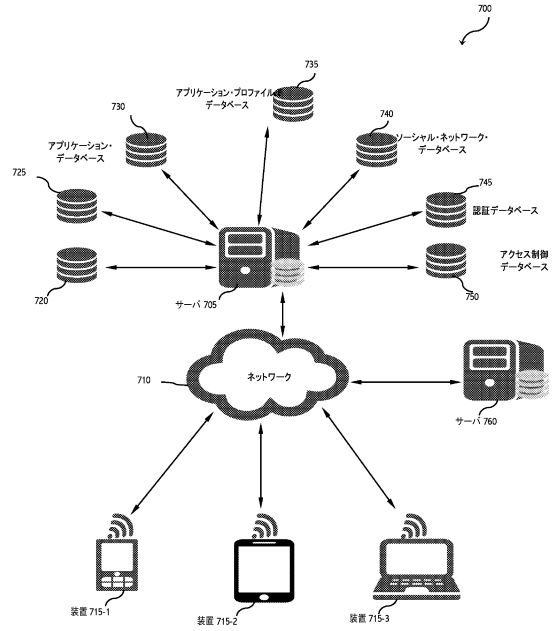 700
735
アプリケーション・プロファイル
データベース
730
740
アプリケーション・
データベース
ソーシャル・ネットワーク・
データベース
725
745
認証データベース
アクセス制御
データベース
720
サーバ 705
750
710
ネットワーク
サーバ 760
装置 715-1
装置 715-2
装置 715-3